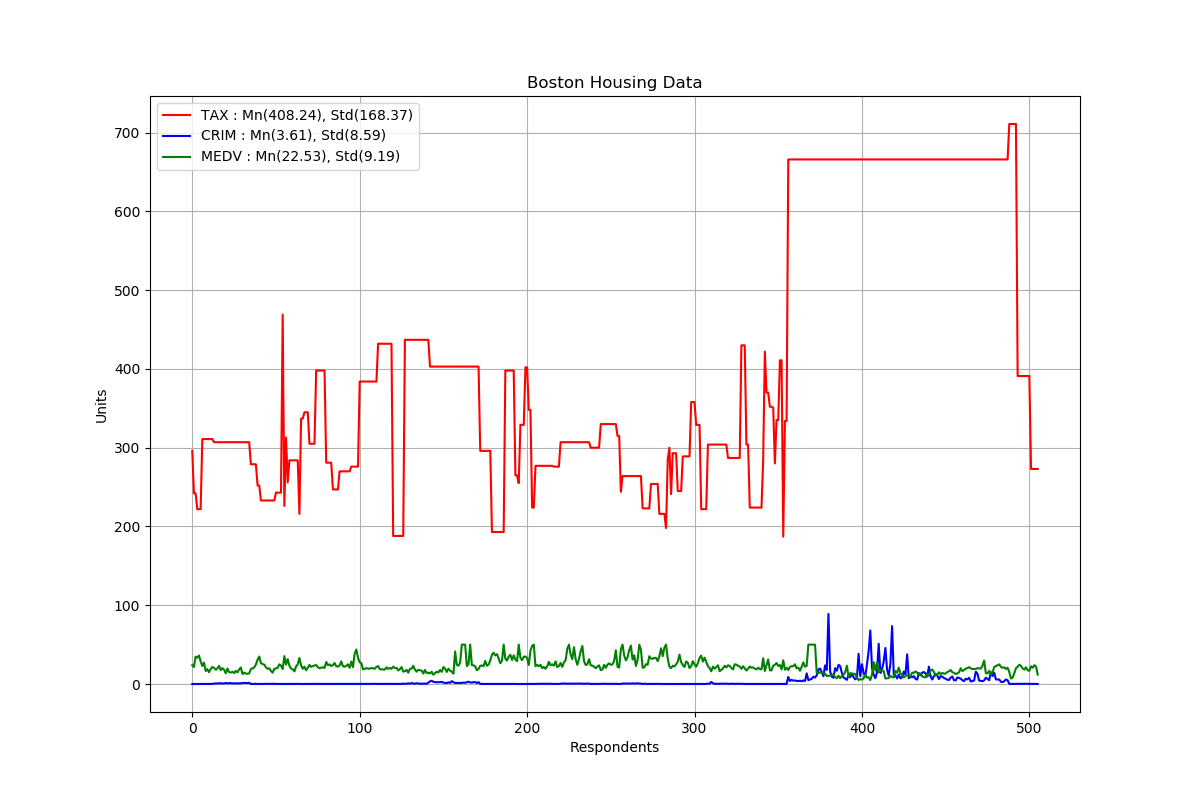 Boston Housing Data
TAX : Mn(408.24), Std(168.37)
CRIM : Mn(3.61), Std(8.59)
MEDV : Mn(22.53), Std(9.19)
700
600
500
400
300
200
100
0
Units
0 100 200 300 400 500
Respondents